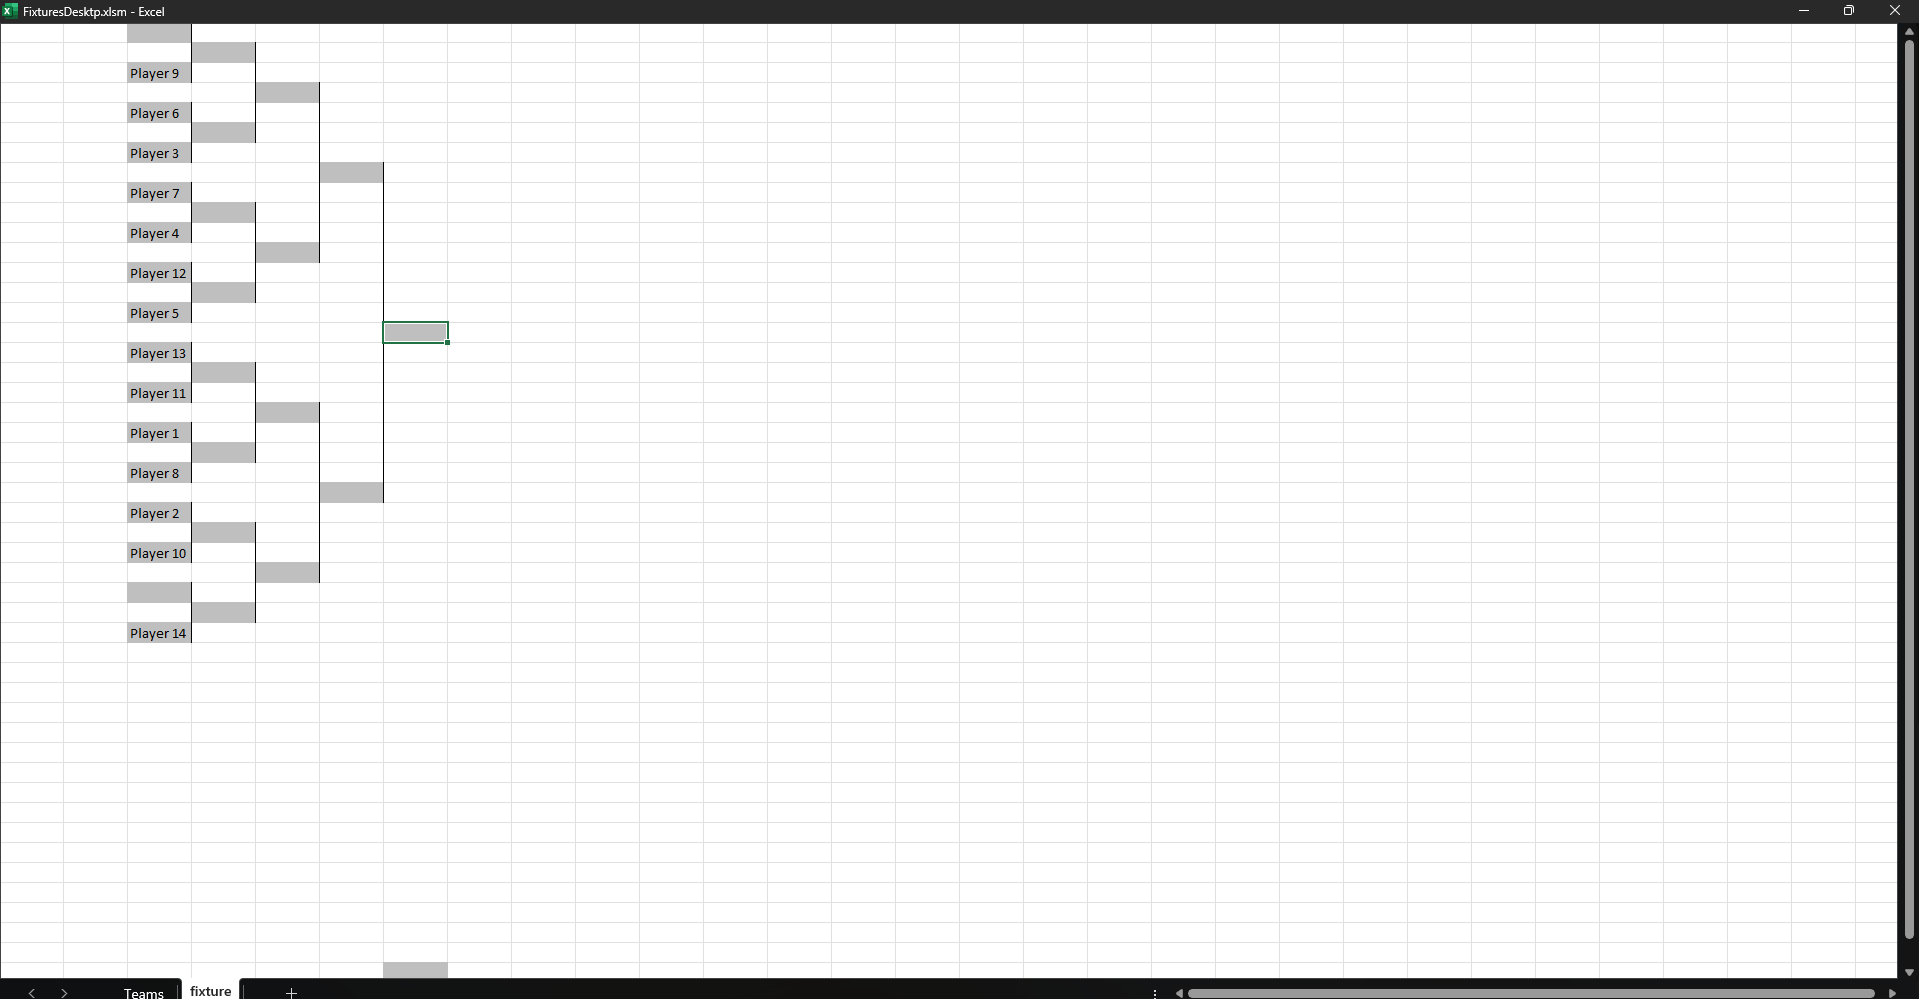 FixturesDesktp.xlsm - Excel
Player 9
Player 6
Player 3
Player 7
Player 4
Player 12
Player 5
Player 13
Player 11
Player 1
Player 8
Player 2
Player 10
Player 14
Teams fixture